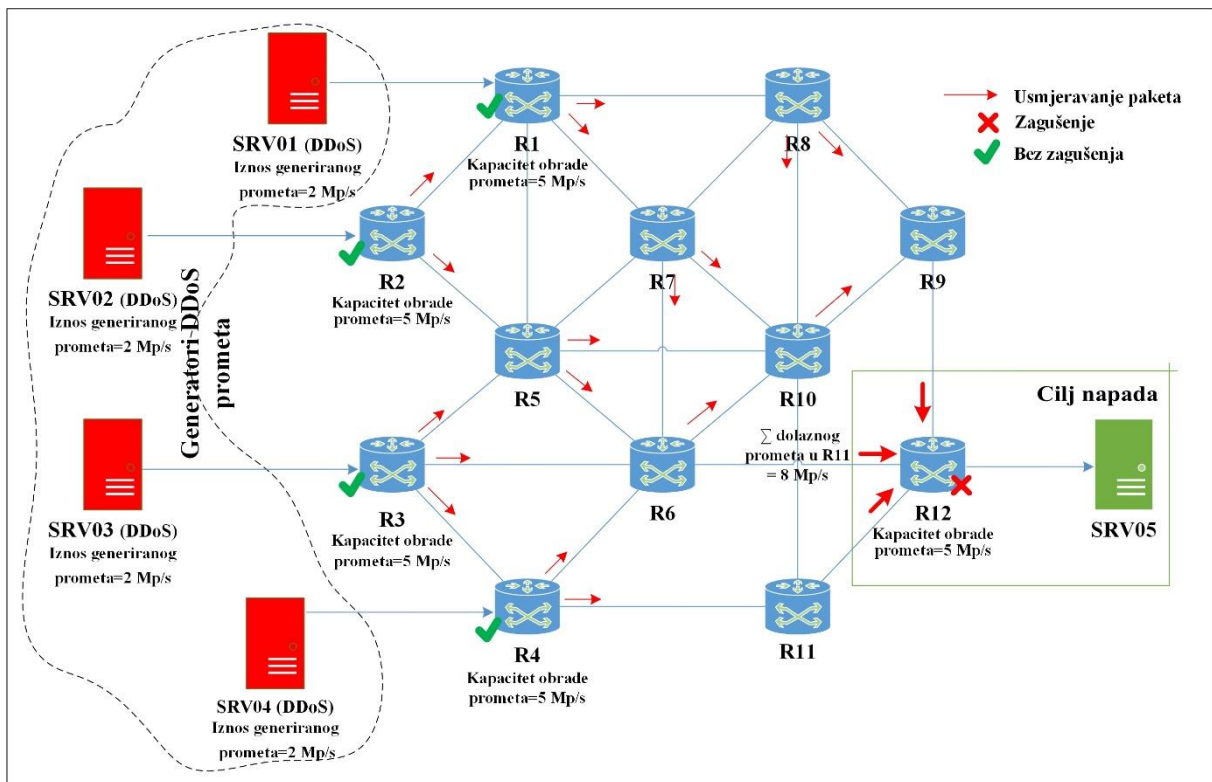 SRV01 (DDoS)
Iznos generiranog
prometa=2 Mp/s
SRV02 (DDoS)
Iznos generiranog
prometa=2 Mp/s
SRV03 (DDoS)
Iznos generiranog
prometa=2 Mp/s
SRV04 (DDoS)
Iznos generiranog
prometa=2 Mp/s
Generatori DDoS
prometa
R1
Kapacitet obrade
prometa=5 Mp/s
R2
Kapacitet obrade
prometa=5 Mp/s
R3
Kapacitet obrade
prometa=5 Mp/s
R4
Kapacitet obrade
prometa=5 Mp/s
R5
R6
R7
R8
R9
R10
∑ dolaznog
prometa u R11
= 8 Mp/s
R11
R12
Kapacitet obrade
prometa=5 Mp/s
Cilj napada
SRV05
Usmjeravanje paketa
Zagušenje
Bez zagušenja